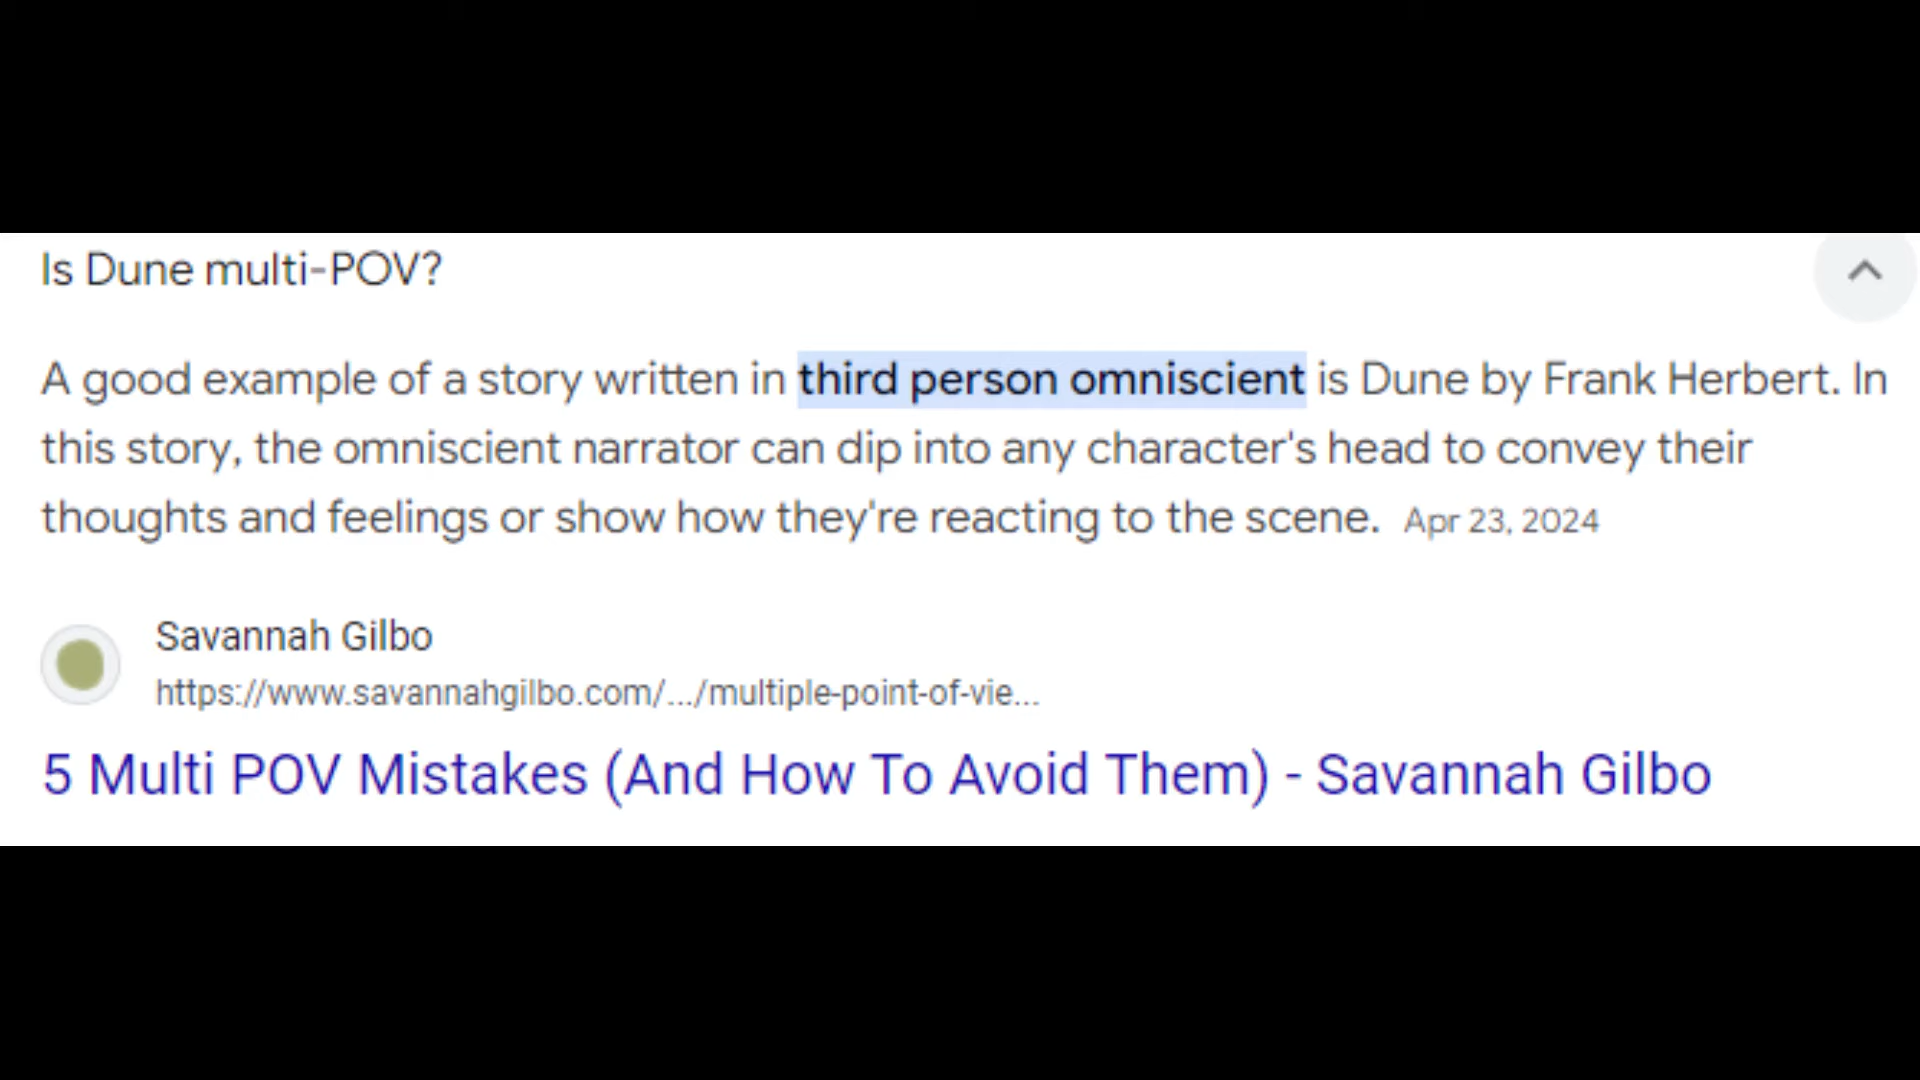 Is Dune multi-POV?
A good example of a story written in third person omniscient is Dune by Frank Herbert. In
this story, the omniscient narrator can dip into any character's head to convey their
thoughts and feelings or show how they're reacting to the scene. Apr 23, 2024
Savannah Gilbo
https://www.savannahgilbo.com/.../multiple-point-of-vie...
5 Multi POV Mistakes (And How To Avoid Them) - Savannah Gilbo